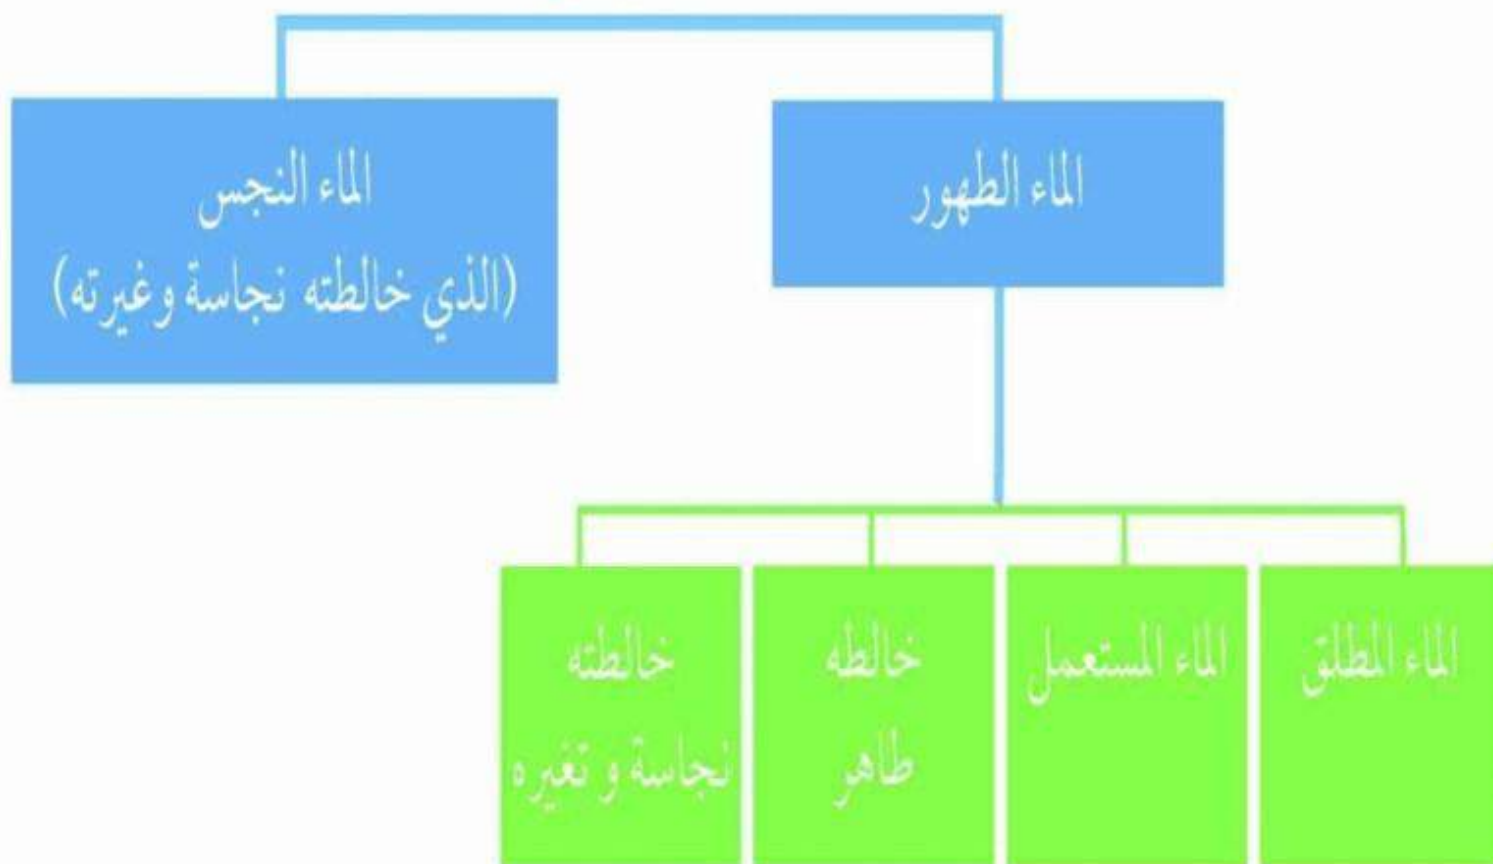 الماء الطهور
الماء النجس
(الذي خالطته نجاسة وغيرته)
الماء المطلق
الماء المستعمل
خالطه
طاهر
خالطته
نجاسة و تغيره